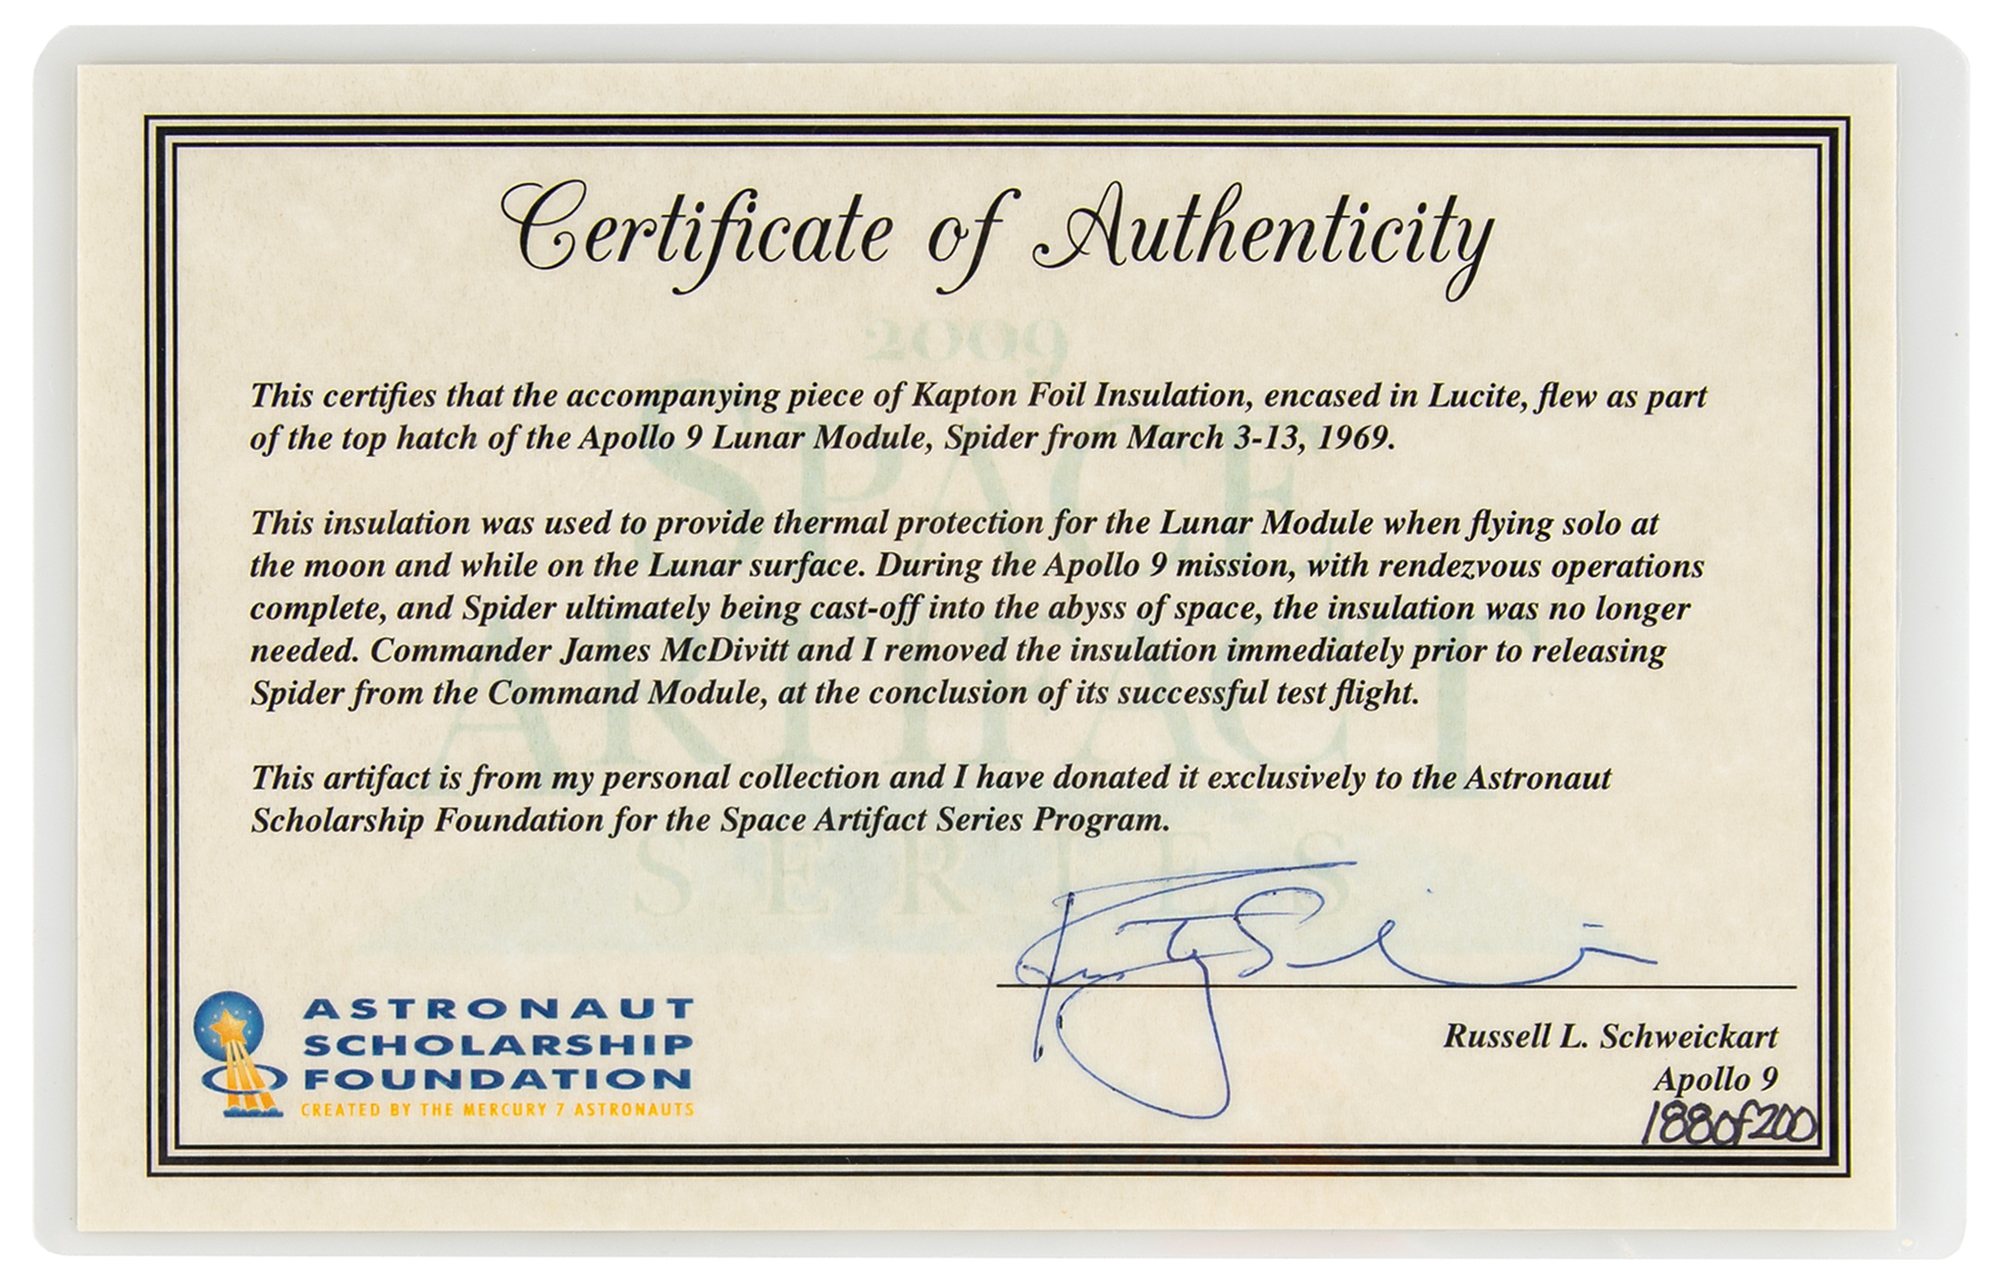 Certificate of Authenticity
2009
SPACE
ARTIFACT
SERIES
This certifies that the accompanying piece of Kapton Foil Insulation, encased in Lucite, flew as part
of the top hatch of the Apollo 9 Lunar Module, Spider from March 3-13, 1969.
This insulation was used to provide thermal protection for the Lunar Module when flying solo at
the moon and while on the Lunar surface. During the Apollo 9 mission, with rendezvous operations
complete, and Spider ultimately being cast-off into the abyss of space, the insulation was no longer
needed. Commander James McDivitt and I removed the insulation immediately prior to releasing
Spider from the Command Module, at the conclusion of its successful test flight.
This artifact is from my personal collection and I have donated it exclusively to the Astronaut
Scholarship Foundation for the Space Artifact Series Program.
ASTRONAUT
SCHOLARSHIP
FOUNDATION
CREATED BY THE MERCURY 7 ASTRONAUTS
Russell L. Schweickart
Apollo 9
188of200